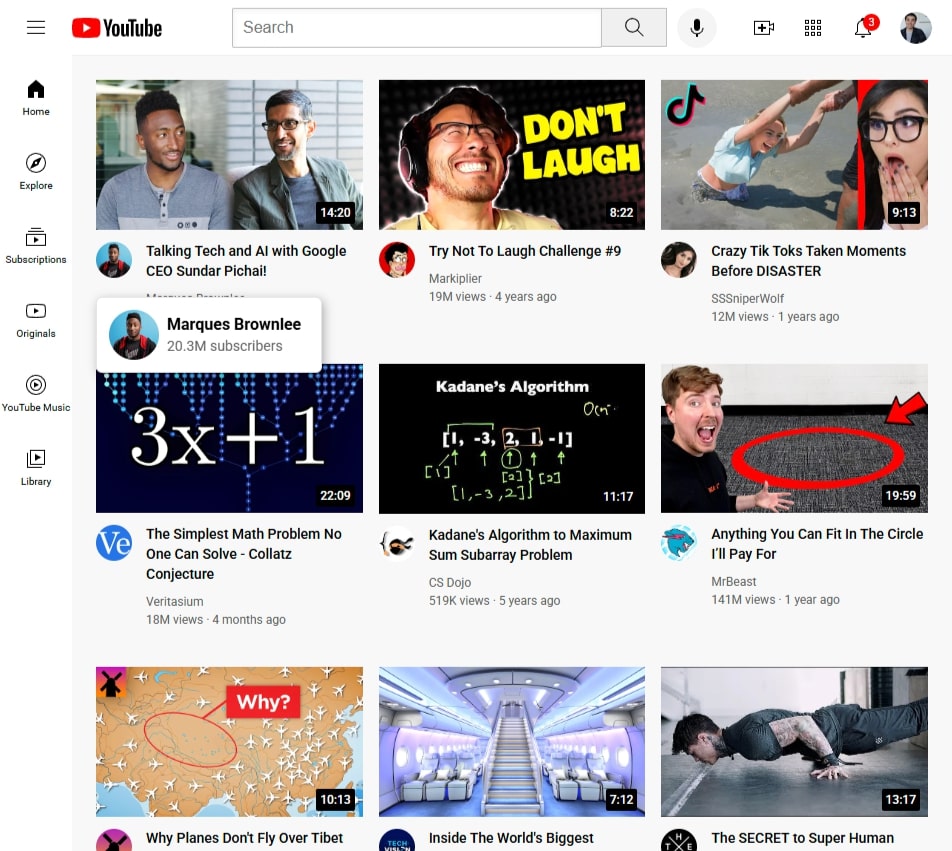 YouTube
Search
3
Home
Explore
Subscriptions
Originals
YouTube Music
Library
14:20
Talking Tech and AI with Google
CEO Sundar Pichai!
Marques Brownlee
Marques Brownlee
20.3M subscribers
DON'T
LAUGH
8:22
Try Not To Laugh Challenge #9
Markiplier
19M views · 4 years ago
9:13
Crazy Tik Toks Taken Moments
Before DISASTER
SSSniperWolf
12M views · 1 years ago
3x+1
22:09
Ve
The Simplest Math Problem No
One Can Solve - Collatz
Conjecture
Veritasium
18M views · 4 months ago
Kadane's Algorithm
[1, -3, 2, 1, -1]
[1]
[2]
[1, -3, 2]
[2]
11:17
Kadane's Algorithm to Maximum
Sum Subarray Problem
CS Dojo
519K views · 5 years ago
19:59
Anything You Can Fit In The Circle
I’ll Pay For
MrBeast
141M views · 1 year ago
Why?
10:13
Why Planes Don't Fly Over Tibet
7:12
TECH
VISION
Inside The World's Biggest
13:17
THE
The SECRET to Super Human